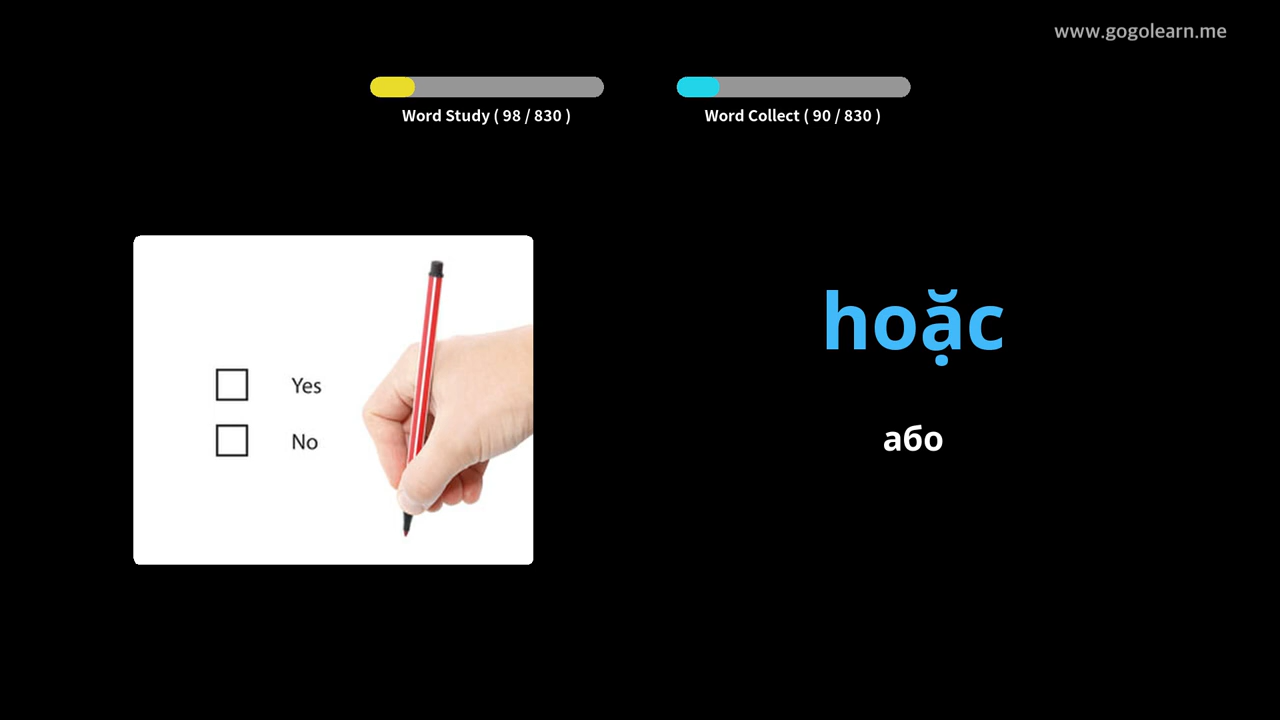 www.gogolearn.me
Word Study ( 98 / 830 )
Word Collect ( 90 / 830 )
Yes
No
hoặc
або